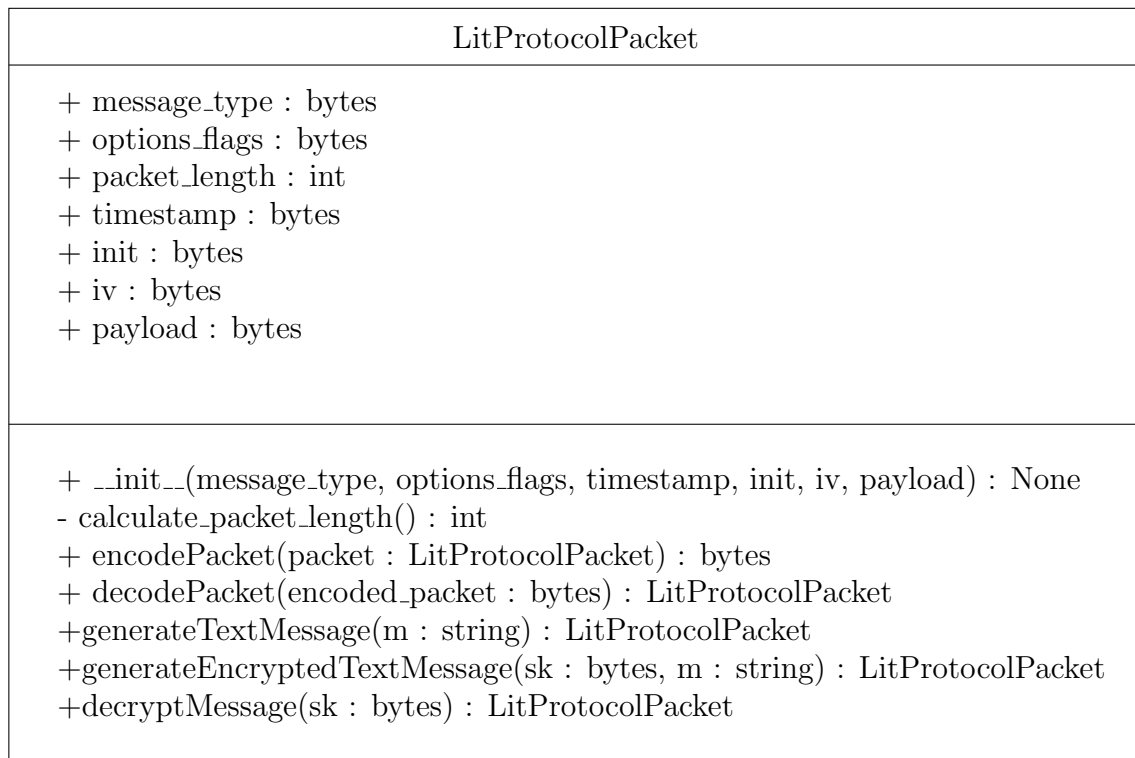 LitProtocolPacket
+ message_type : bytes
+ options_flags : bytes
+ packet_length : int
+ timestamp : bytes
+ init : bytes
+ iv : bytes
+ payload : bytes
+ __init__(message_type, options_flags, timestamp, init, iv, payload) : None
- calculate_packet_length() : int
+ encodePacket(packet : LitProtocolPacket) : bytes
+ decodePacket(encoded_packet : bytes) : LitProtocolPacket
+generateTextMessage(m : string) : LitProtocolPacket
+generateEncryptedTextMessage(sk : bytes, m : string) : LitProtocolPacket
+decryptMessage(sk : bytes) : LitProtocolPacket